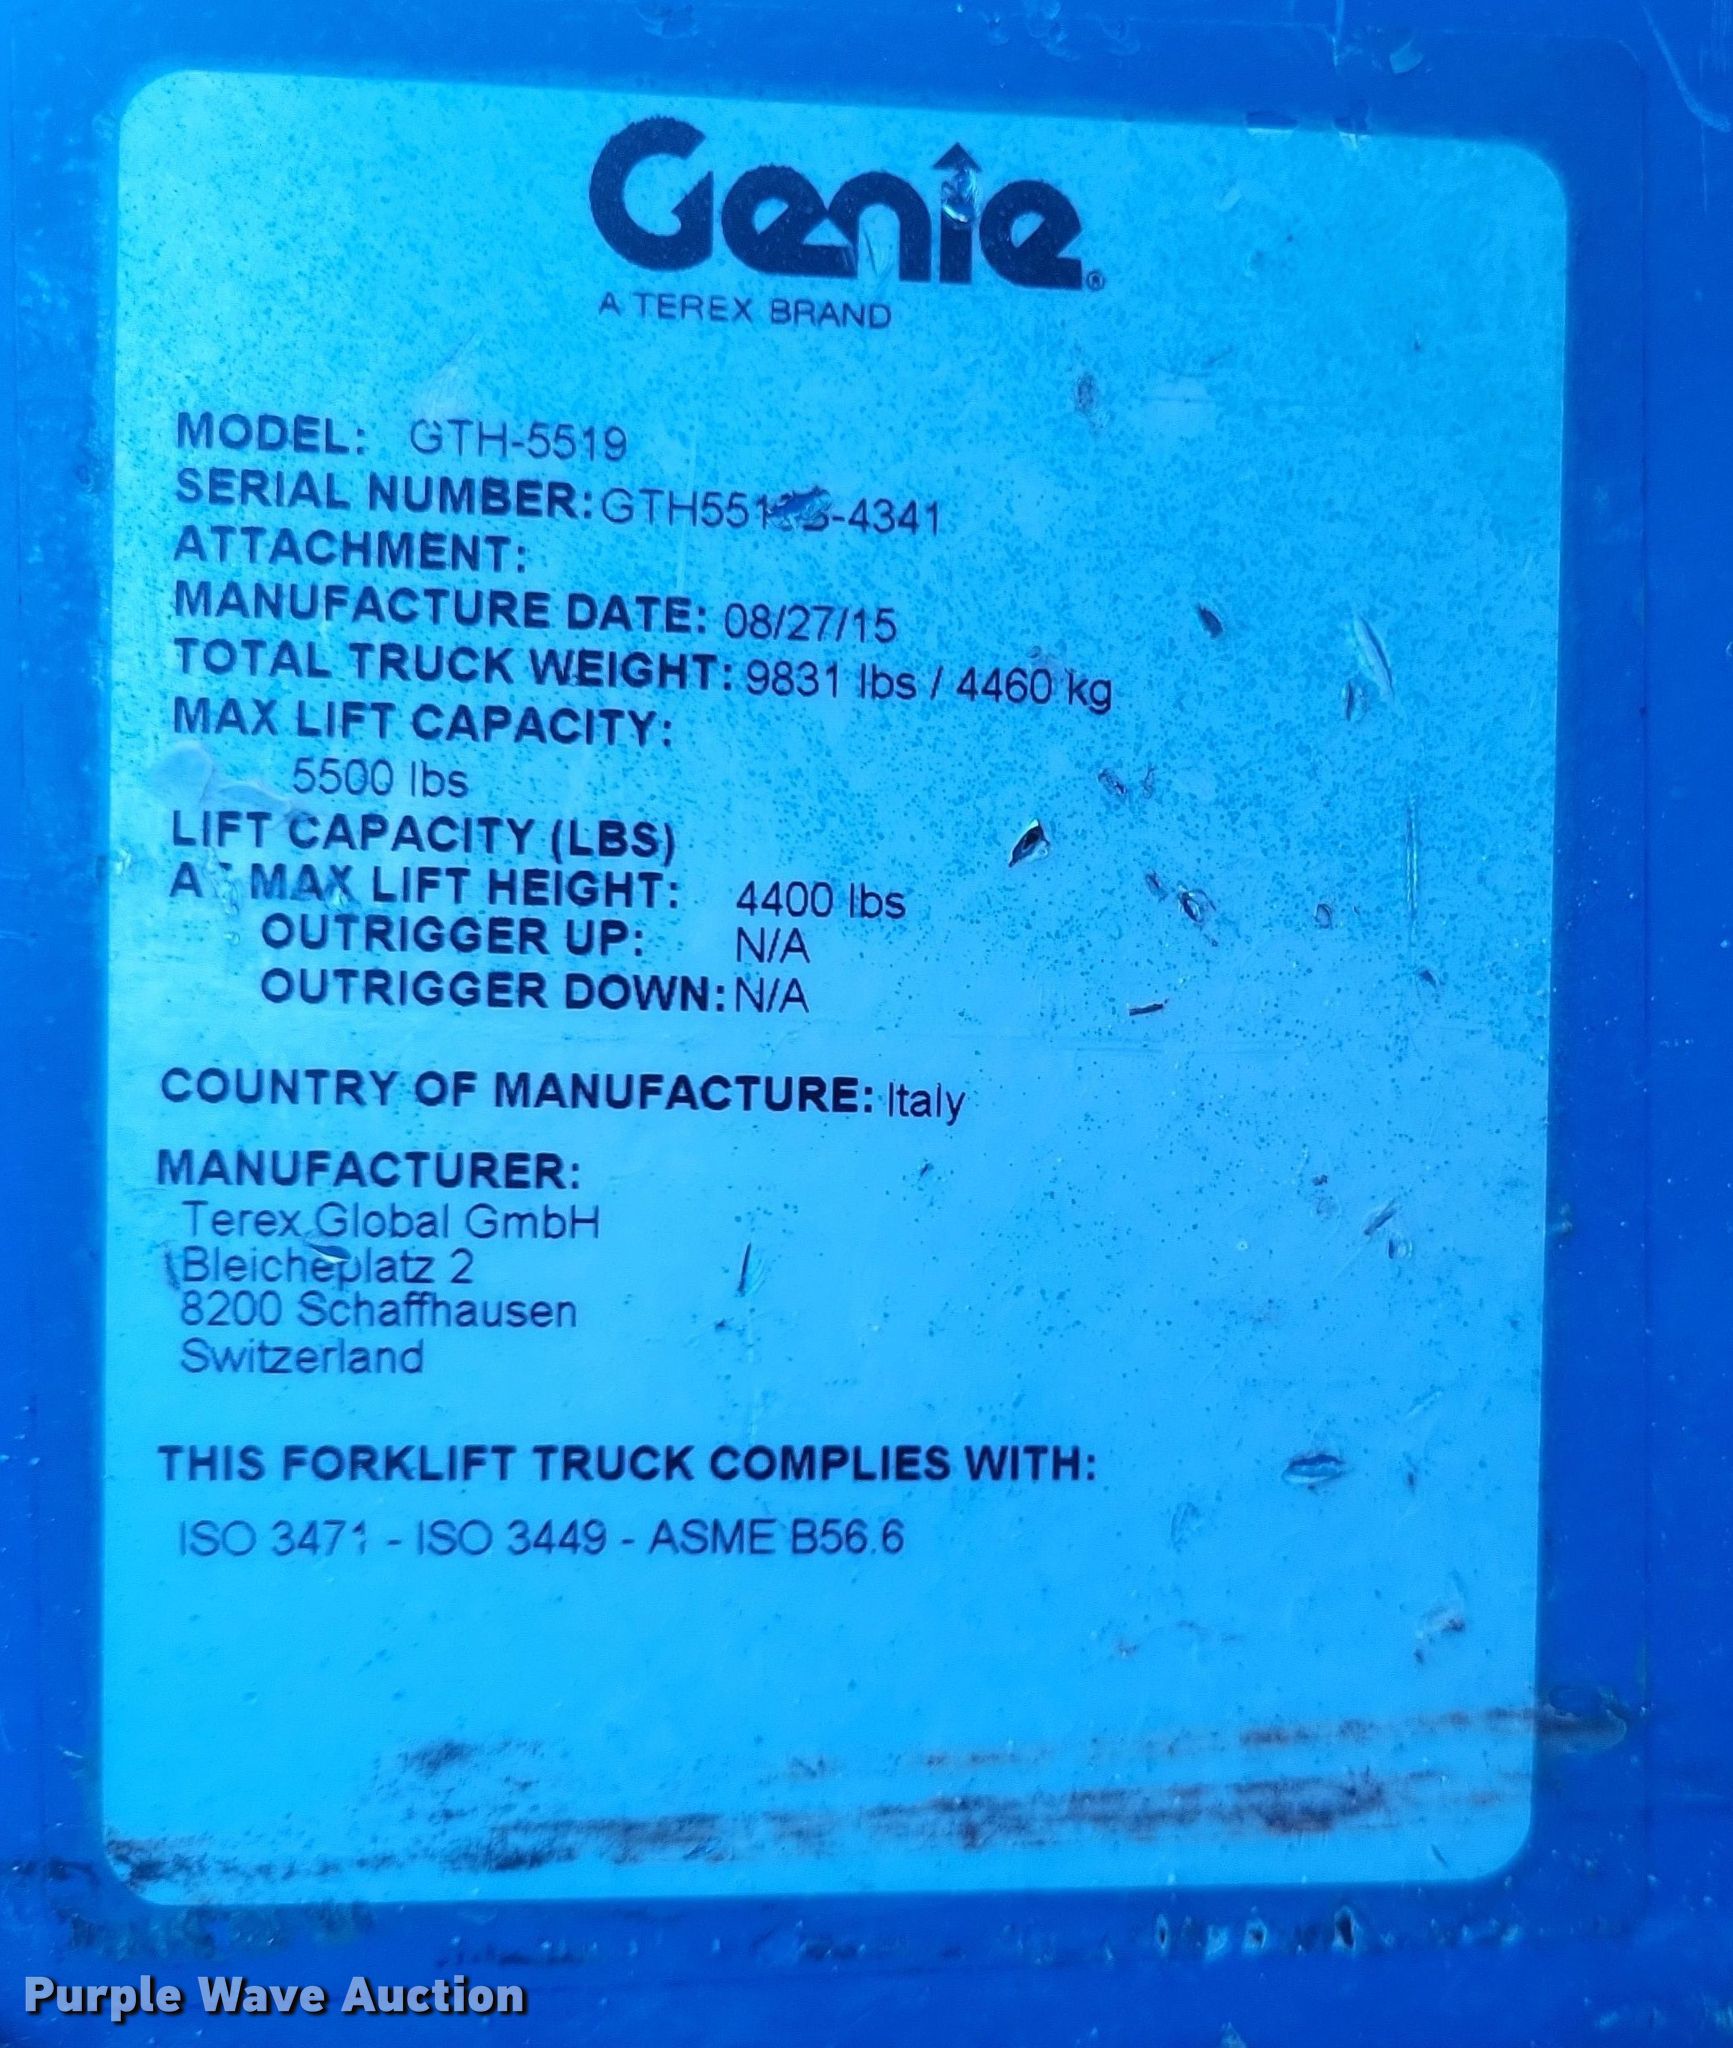 Genie®
A TEREX BRAND
MODEL: GTH-5519
SERIAL NUMBER:
ATTACHMENT:
MANUFACTURE DATE: 08/27/15
TOTAL TRUCK WEIGHT: 9831 lbs / 4460 kg
MAX LIFT CAPACITY:
5500 lbs
LIFT CAPACITY (LBS)
AT MAX LIFT HEIGHT: 4400 lbs
OUTRIGGER UP: N/A
OUTRIGGER DOWN: N/A
COUNTRY OF MANUFACTURE: Italy
MANUFACTURER:
Terex Global GmbH
Bleicheplatz 2
8200 Schaffhausen
Switzerland
THIS FORKLIFT TRUCK COMPLIES WITH:
ISO 3471 - ISO 3449 - ASME B56.6
Purple Wave Auction